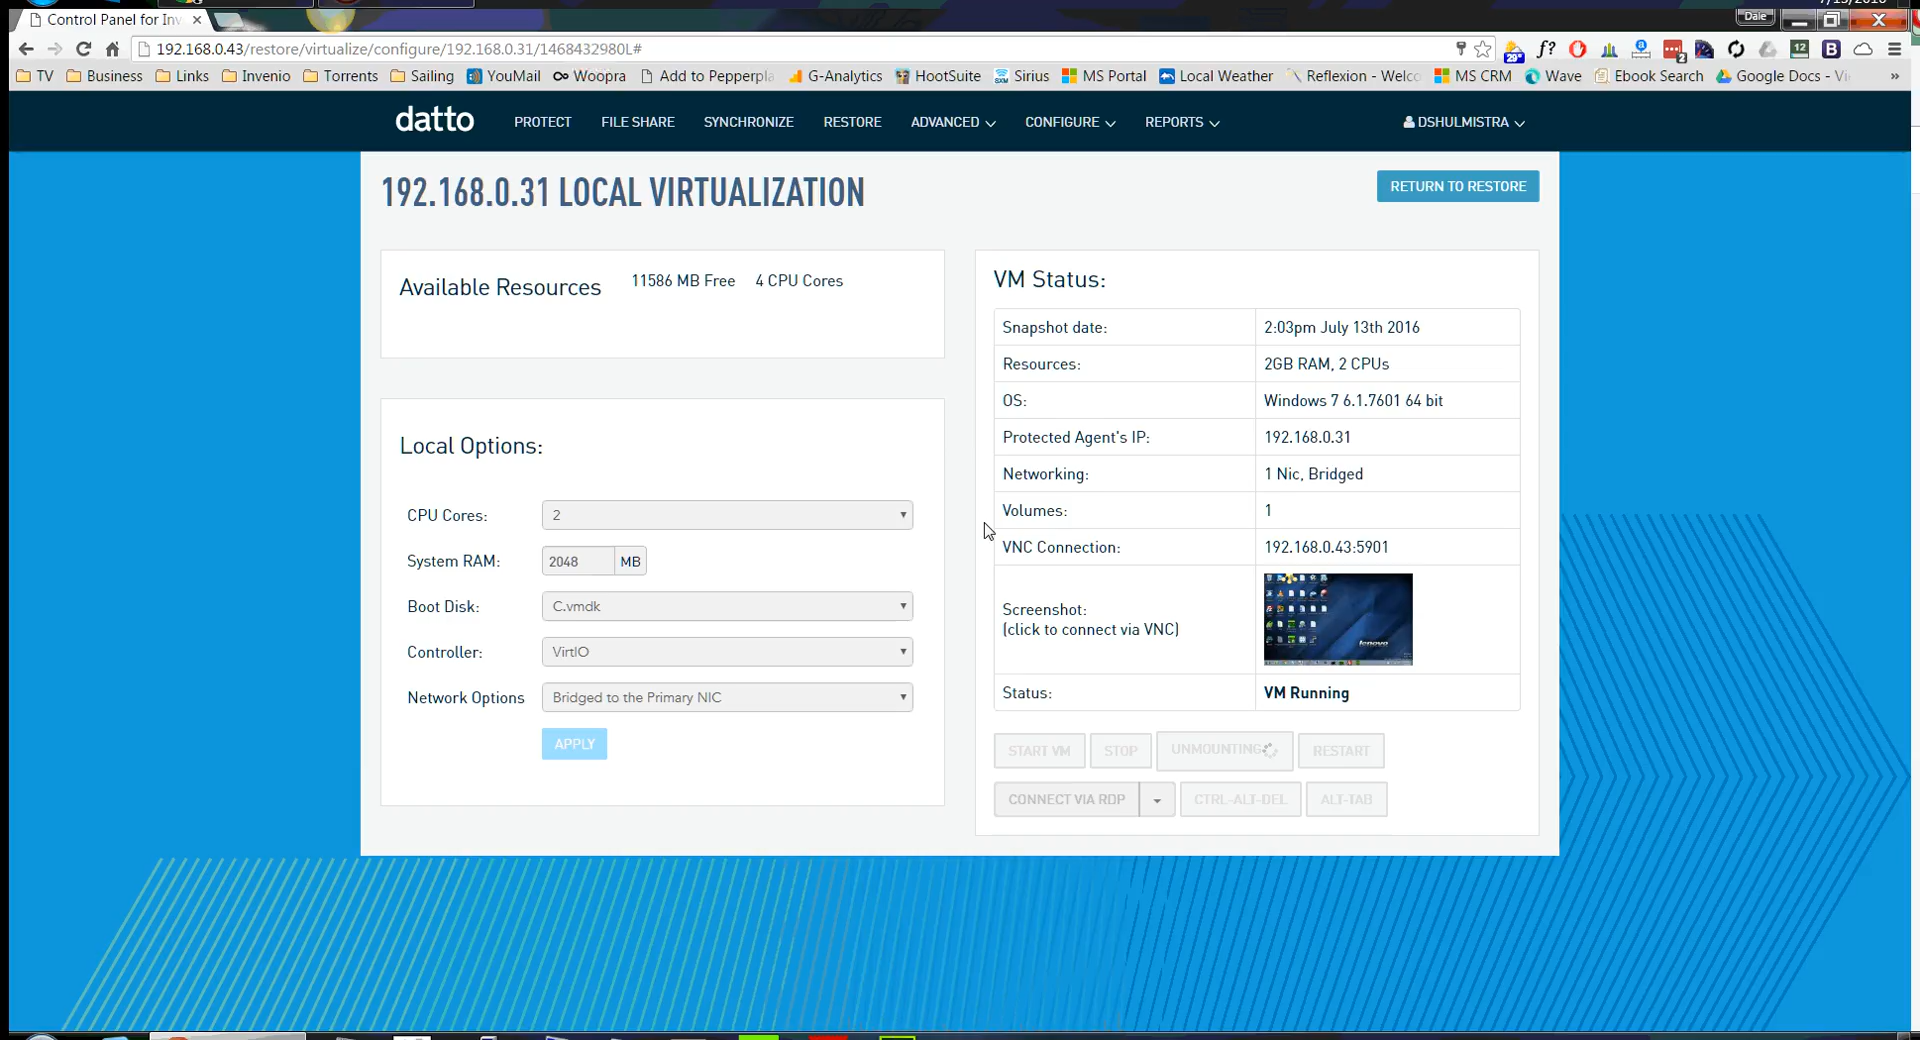 Control Panel for Inv
Dale
192.168.0.43/restore/virtualize/configure/192.168.0.31/1468432980L#
29°
f?
12
B
2
TV
Business
Links
Invenio
Torrents
Sailing
YouMail
Woopra
Add to Pepperpla
G-Analytics
HootSuite
Sirius
MS Portal
Local Weather
Reflexion - Welco
MS CRM
Wave
Ebook Search
Google Docs - Vi
»
datto
PROTECT
FILE SHARE
SYNCHRONIZE
RESTORE
ADVANCED
CONFIGURE
REPORTS
DSHULMISTRA
192.168.0.31 LOCAL VIRTUALIZATION
RETURN TO RESTORE
Available Resources
11586 MB Free
4 CPU Cores
Local Options:
CPU Cores:
2
System RAM:
2048
MB
Boot Disk:
C.vmdk
Controller:
VirtIO
Network Options
Bridged to the Primary NIC
APPLY
VM Status:
Snapshot date:
2:03pm July 13th 2016
Resources:
2GB RAM, 2 CPUs
OS:
Windows 7 6.1.7601 64 bit
Protected Agent's IP:
192.168.0.31
Networking:
1 Nic, Bridged
Volumes:
1
VNC Connection:
192.168.0.43:5901
Screenshot:
(click to connect via VNC)
lenovo
Status:
VM Running
START VM
STOP
UNMOUNTING
RESTART
CONNECT VIA RDP
CTRL-ALT-DEL
ALT-TAB